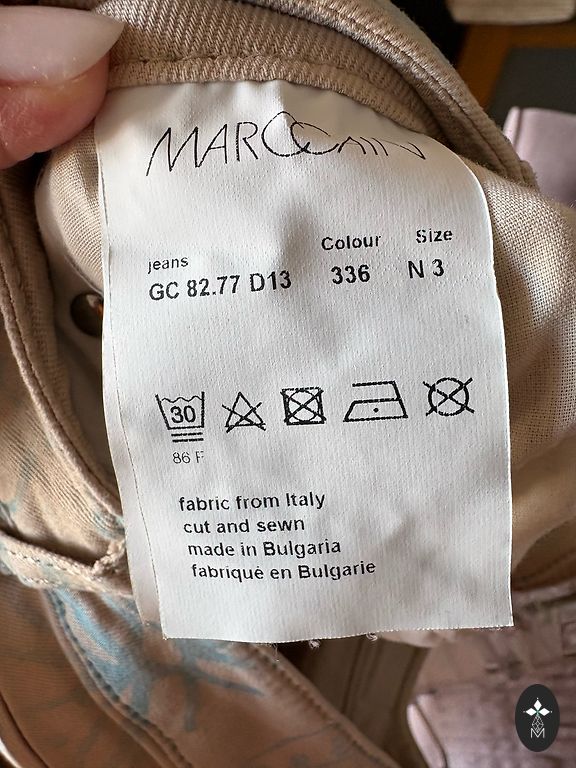 MARCCAIN
jeans Colour Size
GC 82.77 D13 336 N 3
30
86 F
fabric from Italy
cut and sewn
made in Bulgaria
fabriqué en Bulgarie
M